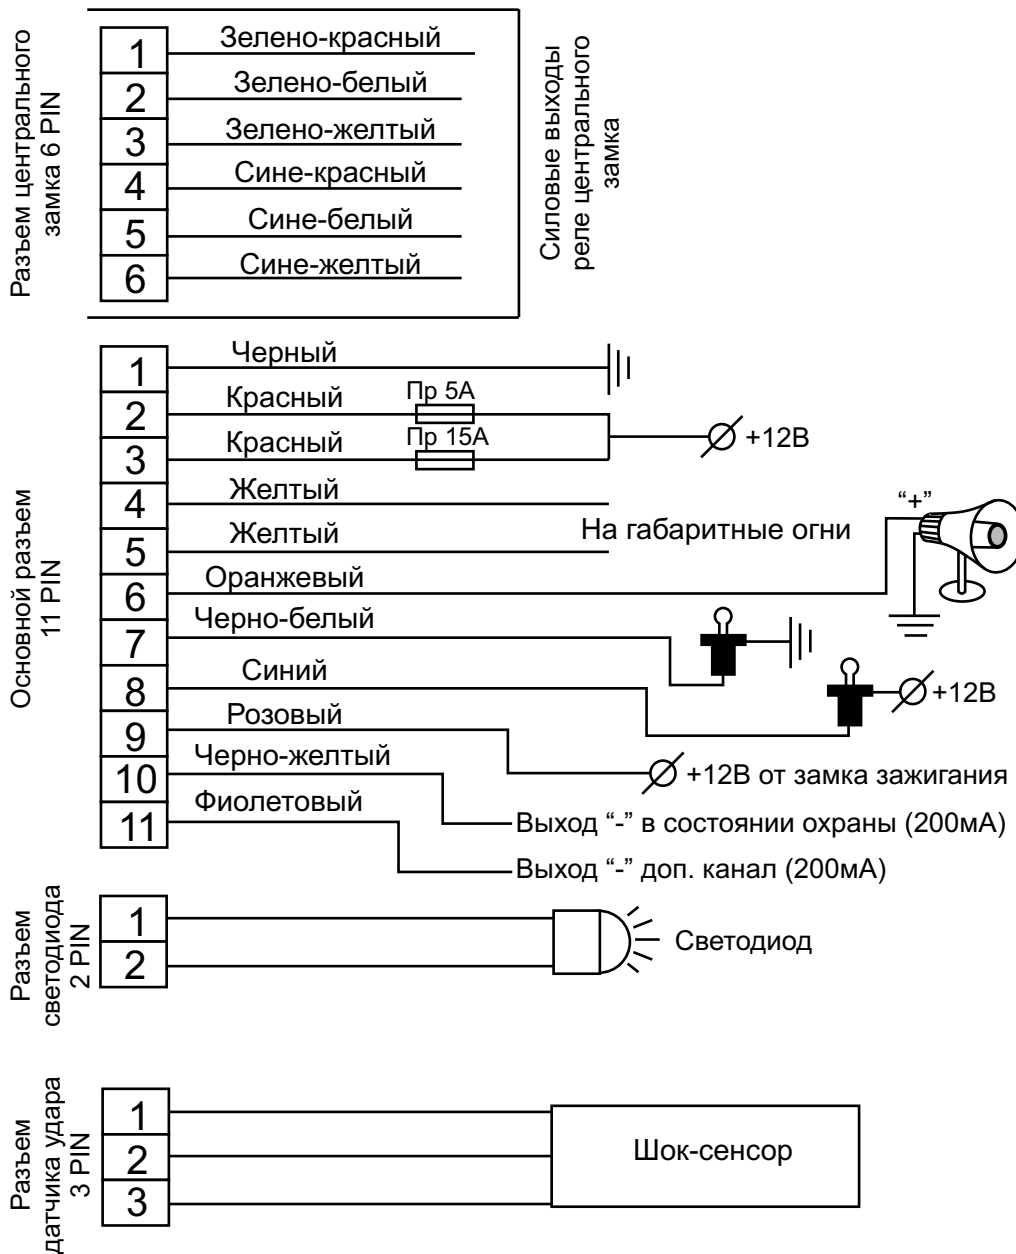 Разъем центрального
замка 6 PIN
1
Зелено-красный
2
Зелено-белый
3
Зелено-желтый
4
Сине-красный
5
Сине-белый
6
Сине-желтый
Силовые выходы
реле центрального
замка
Основной разъем
11 PIN
1
Черный
2
Красный
Пр 5А
3
Красный
Пр 15А
+12В
4
Желтый
5
Желтый
На габаритные огни
“+”
6
Оранжевый
7
Черно-белый
8
Синий
+12В
9
Розовый
+12В от замка зажигания
10
Черно-желтый
Выход “-” в состоянии охраны (200мА)
11
Фиолетовый
Выход “-” доп. канал (200мА)
Разъем
светодиода
2 PIN
1
2
Светодиод
Разъем
датчика удара
3 PIN
1
2
3
Шок-сенсор